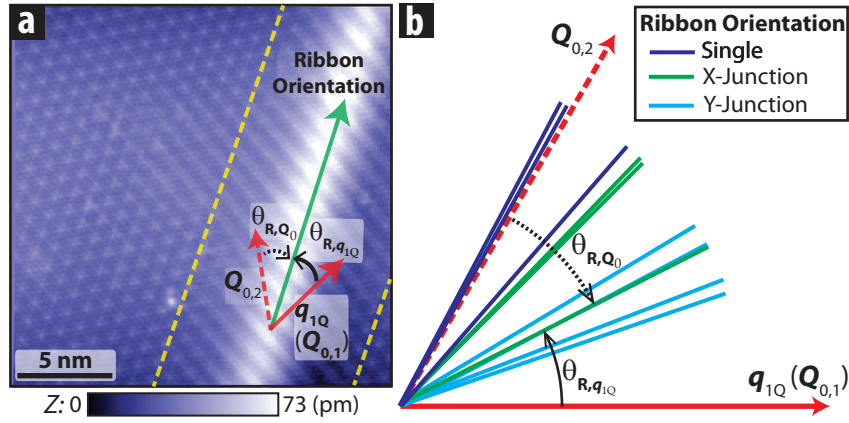 a
Ribbon
Orientation
θR,Q0
θR,q1Q
Q0,2
q1Q
(Q0,1)
5 nm
Z: 0
73 (pm)
b
Q0,2
Ribbon Orientation
Single
X-Junction
Y-Junction
θR,Q0
θR,q1Q
q1Q (Q0,1)